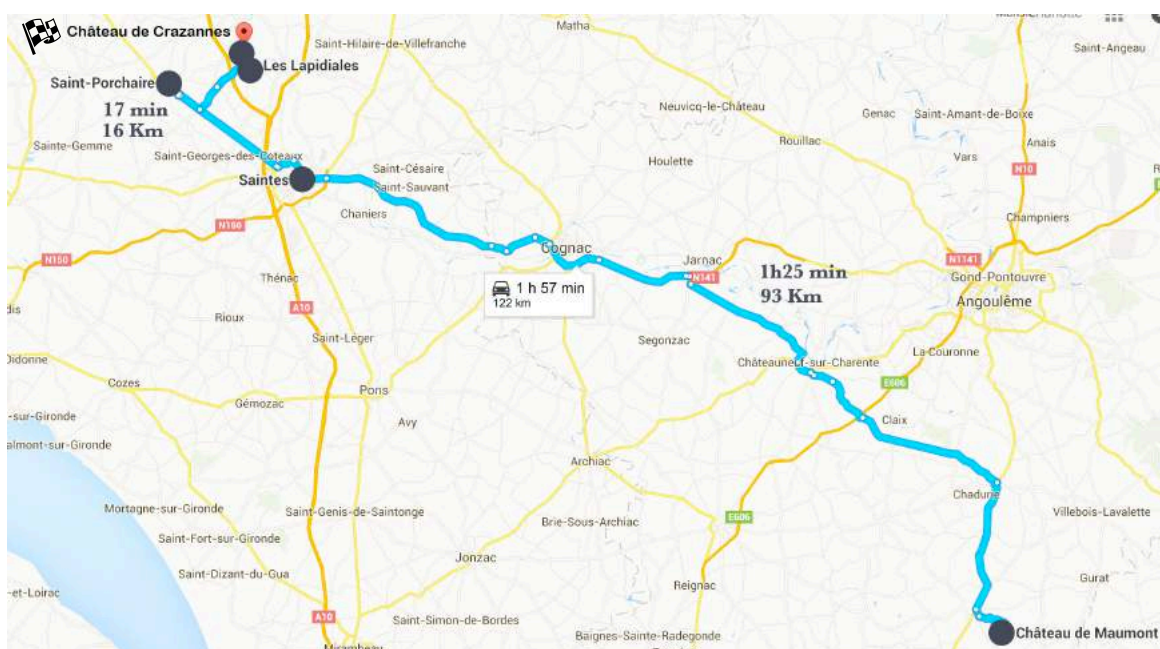 Château de Crazannes
Saint-Hilaire-de-Villefranche
Matha
Saint-Angeau
Les Lapidiales
Saint-Porchaire
17 min
16 Km
Neuvicq-le-Château
Genac
Saint-Amant-de-Boixe
Rouillac
Anais
Sainte-Gemme
Saint-Georges-des-Coteaux
Saint-Césaire
Houlette
Vars
N10
Saintes
Saint-Sauvant
Chaniers
Champniers
N150
Cognac
N150
Jarnac
N1141
Thénac
1 h 57 min
122 km
N141
1h25 min
93 Km
Gond-Pontouvre
Angoulême
A10
Rioux
Saint-Léger
Segonzac
La-Couronne
Didonne
Châteauneuf-sur-Charente
Cozes
Pons
E606
Gémozac
-sur-Gironde
Avy
Claix
almont-sur-Gironde
Archiac
Chadurie
Mortagne-sur-Gironde
Saint-Genis-de-Saintonge
Villebois-Lavalette
Brie-Sous-Archiac
E606
Saint-Fort-sur-Gironde
Jonzac
Saint-Dizant-du-Gua
Reignac
Gurat
-et-Loirac
A10
Saint-Simon-de-Bordes
Baignes-Sainte-Radegonde
Château de Maumont
Mirambeau